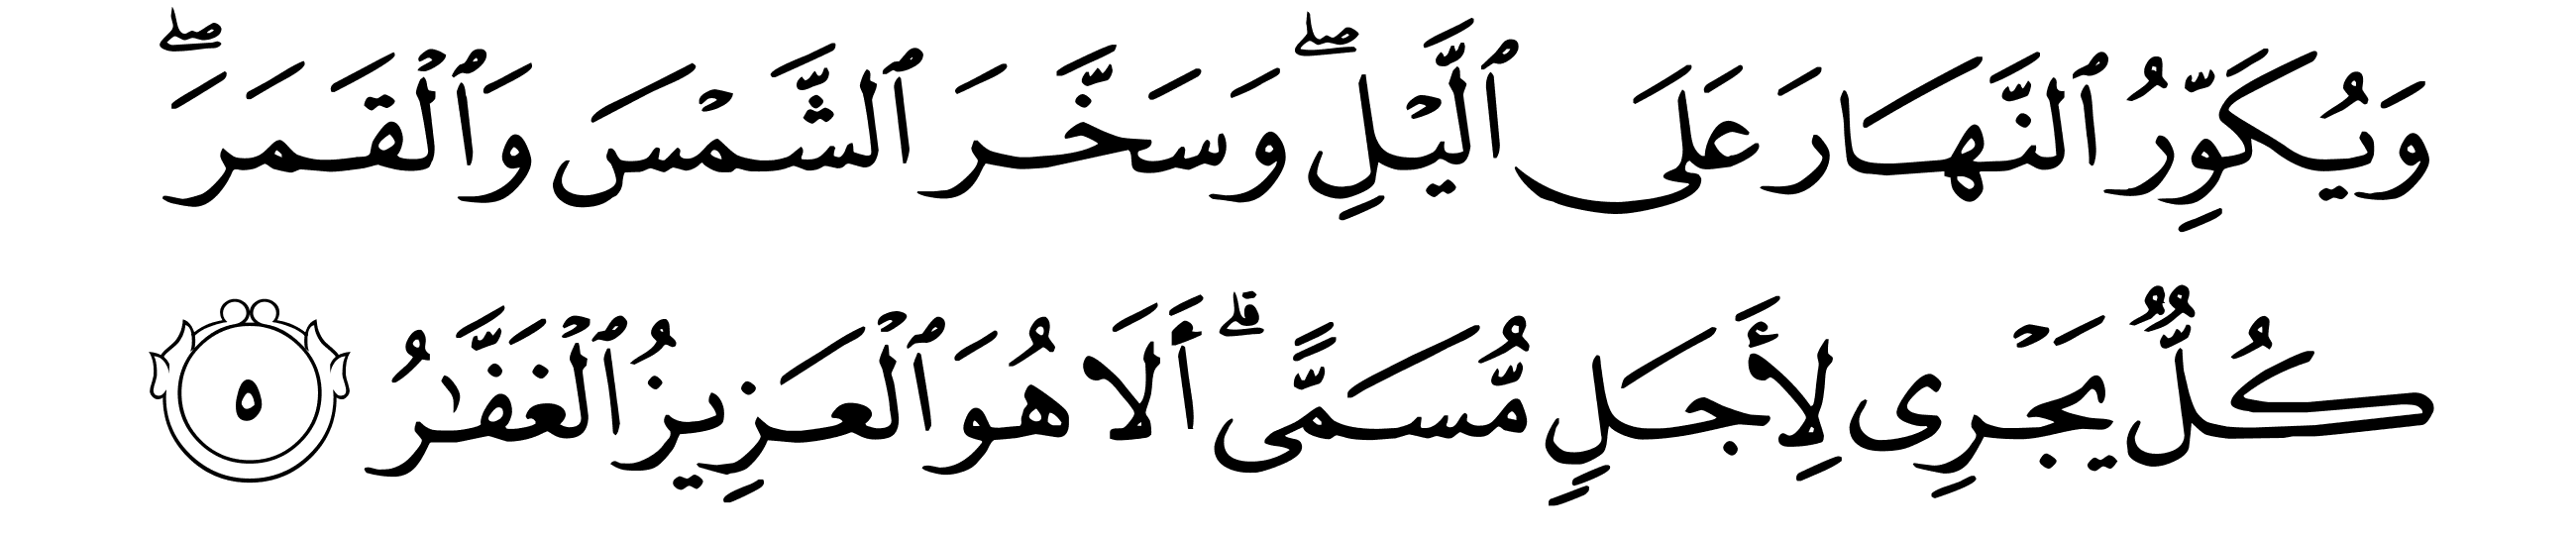 وَيُكَوِّرُ ٱلنَّهَارَ عَلَى ٱلَّيْلِ ۖ وَسَخَّرَ ٱلشَّمْسَ وَٱلْقَمَرَ ۖ
كُلٌّ يَجْرِى لِأَجَلٍ مُّسَمًّى ۗ أَلَا هُوَ ٱلْعَزِيزُ ٱلْغَفَّـٰرُ ٥